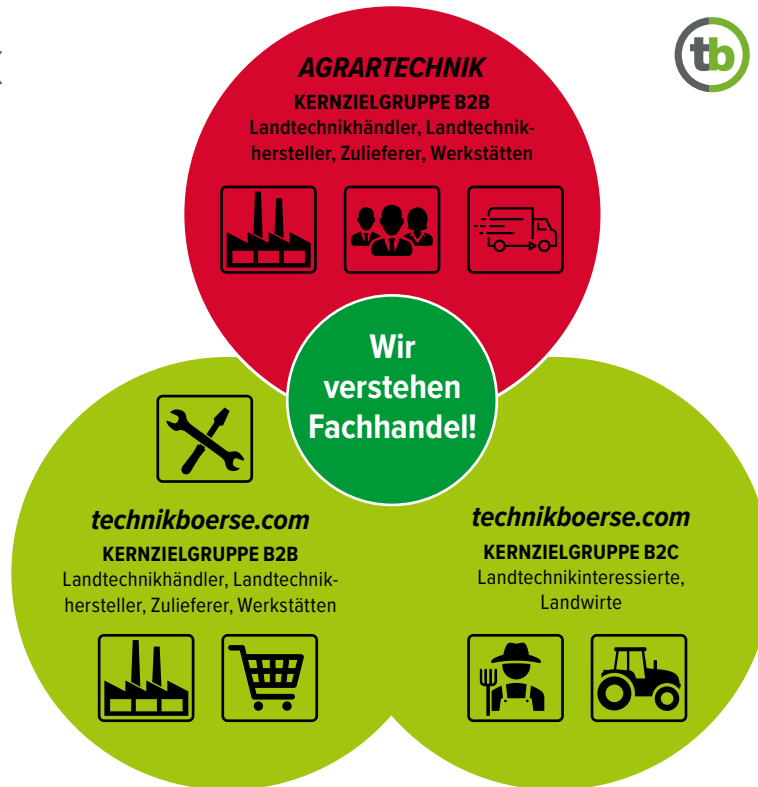 tb
AGRARTECHNIK
KERNZIELGRUPPE B2B
Landtechnikhändler, Landtechnik-
hersteller, Zulieferer, Werkstätten
Wir
verstehen
Fachhandel!
technikboerse.com
KERNZIELGRUPPE B2B
Landtechnikhändler, Landtechnik-
hersteller, Zulieferer, Werkstätten
technikboerse.com
KERNZIELGRUPPE B2C
Landtechnikinteressierte,
Landwirte